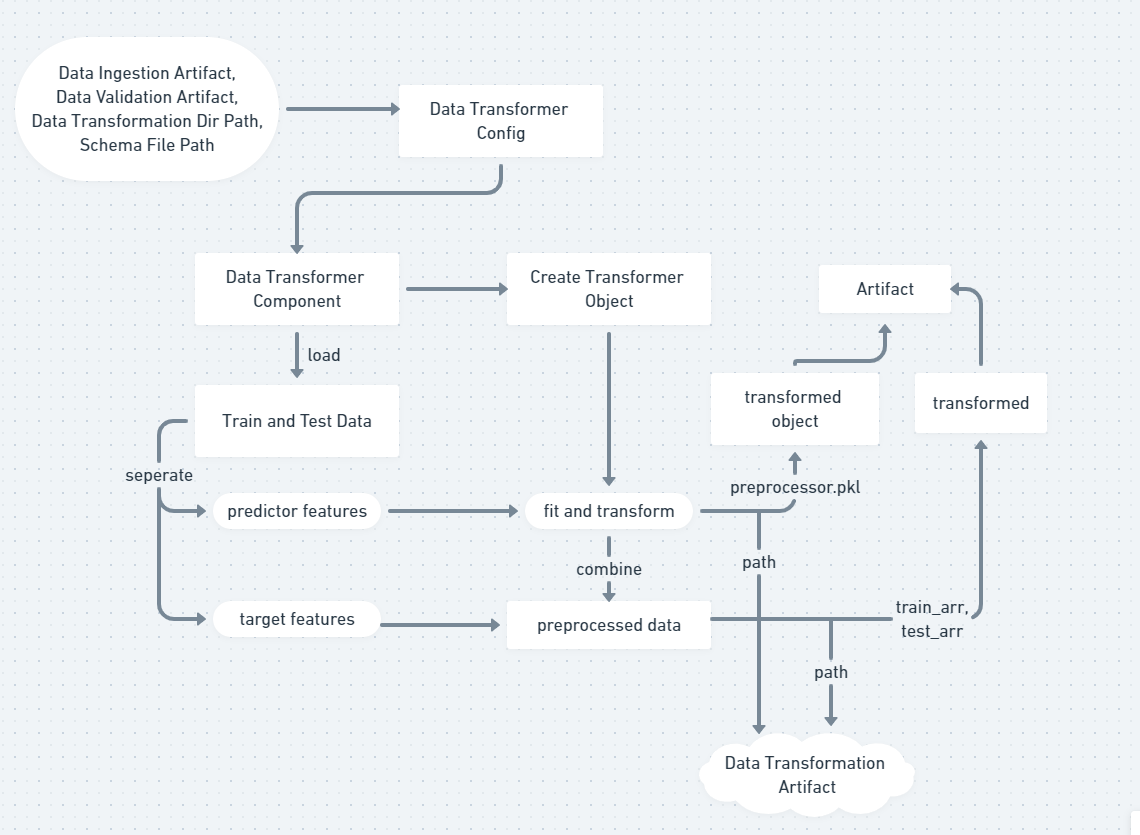 Data Ingestion Artifact,
Data Validation Artifact,
Data Transformation Dir Path,
Schema File Path
Data Transformer
Config
Data Transformer
Component
Create Transformer
Object
Artifact
load
transformed
object
transformed
Train and Test Data
seperate
preprocessor.pkl
predictor features
fit and transform
path
combine
target features
preprocessed data
train_arr,
test_arr
path
Data Transformation
Artifact